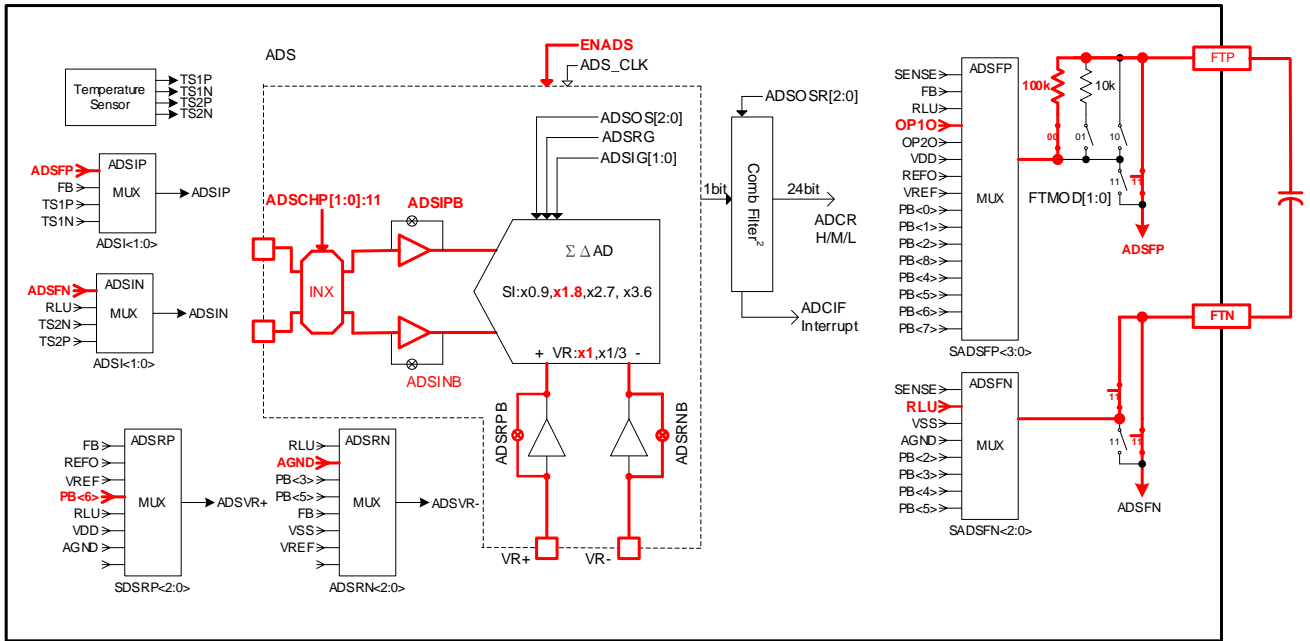 ADS
ENADS
ADS_CLK
Temperature
Sensor
TS1P
TS1N
TS2P
TS2N
ADSFP
FB
TS1P
TS1N
ADSIP
MUX
ADSIP
ADSI<1:0>
ADSFN
RLU
TS2N
TS2P
ADSIN
MUX
ADSIN
ADSI<1:0>
ADSCHP[1:0]:11
INX
ADSIPB
ADSINB
ADSOS[2:0]
ADSRG
ADSIG[1:0]
Σ Δ AD
SI:x0.9,x1.8,x2.7, x3.6
+ VR:x1,x1/3 -
ADSRPB
ADSRNB
VR+
VR-
ADSOSR[2:0]
1bit
Comb Filter²
24bit
ADCR
H/M/L
ADCIF
Interrupt
FB
REFO
VREF
PB<6>
RLU
VDD
AGND
ADSRP
MUX
ADSVR+
SDSRP<2:0>
RLU
AGND
PB<3>
PB<5>
FB
VSS
VREF
ADSRN
MUX
ADSVR-
ADSRN<2:0>
SENSE
FB
RLU
OP1O
OP2O
VDD
REFO
VREF
PB<0>
PB<1>
PB<2>
PB<8>
PB<4>
PB<5>
PB<6>
PB<7>
ADSFP
MUX
SADSFP<3:0>
100k
10k
00
01
10
11
11
FTMOD[1:0]
ADSFP
FTP
SENSE
RLU
VSS
AGND
PB<2>
PB<3>
PB<4>
PB<5>
ADSFN
MUX
SADSFN<2:0>
11
11
11
ADSFN
FTN